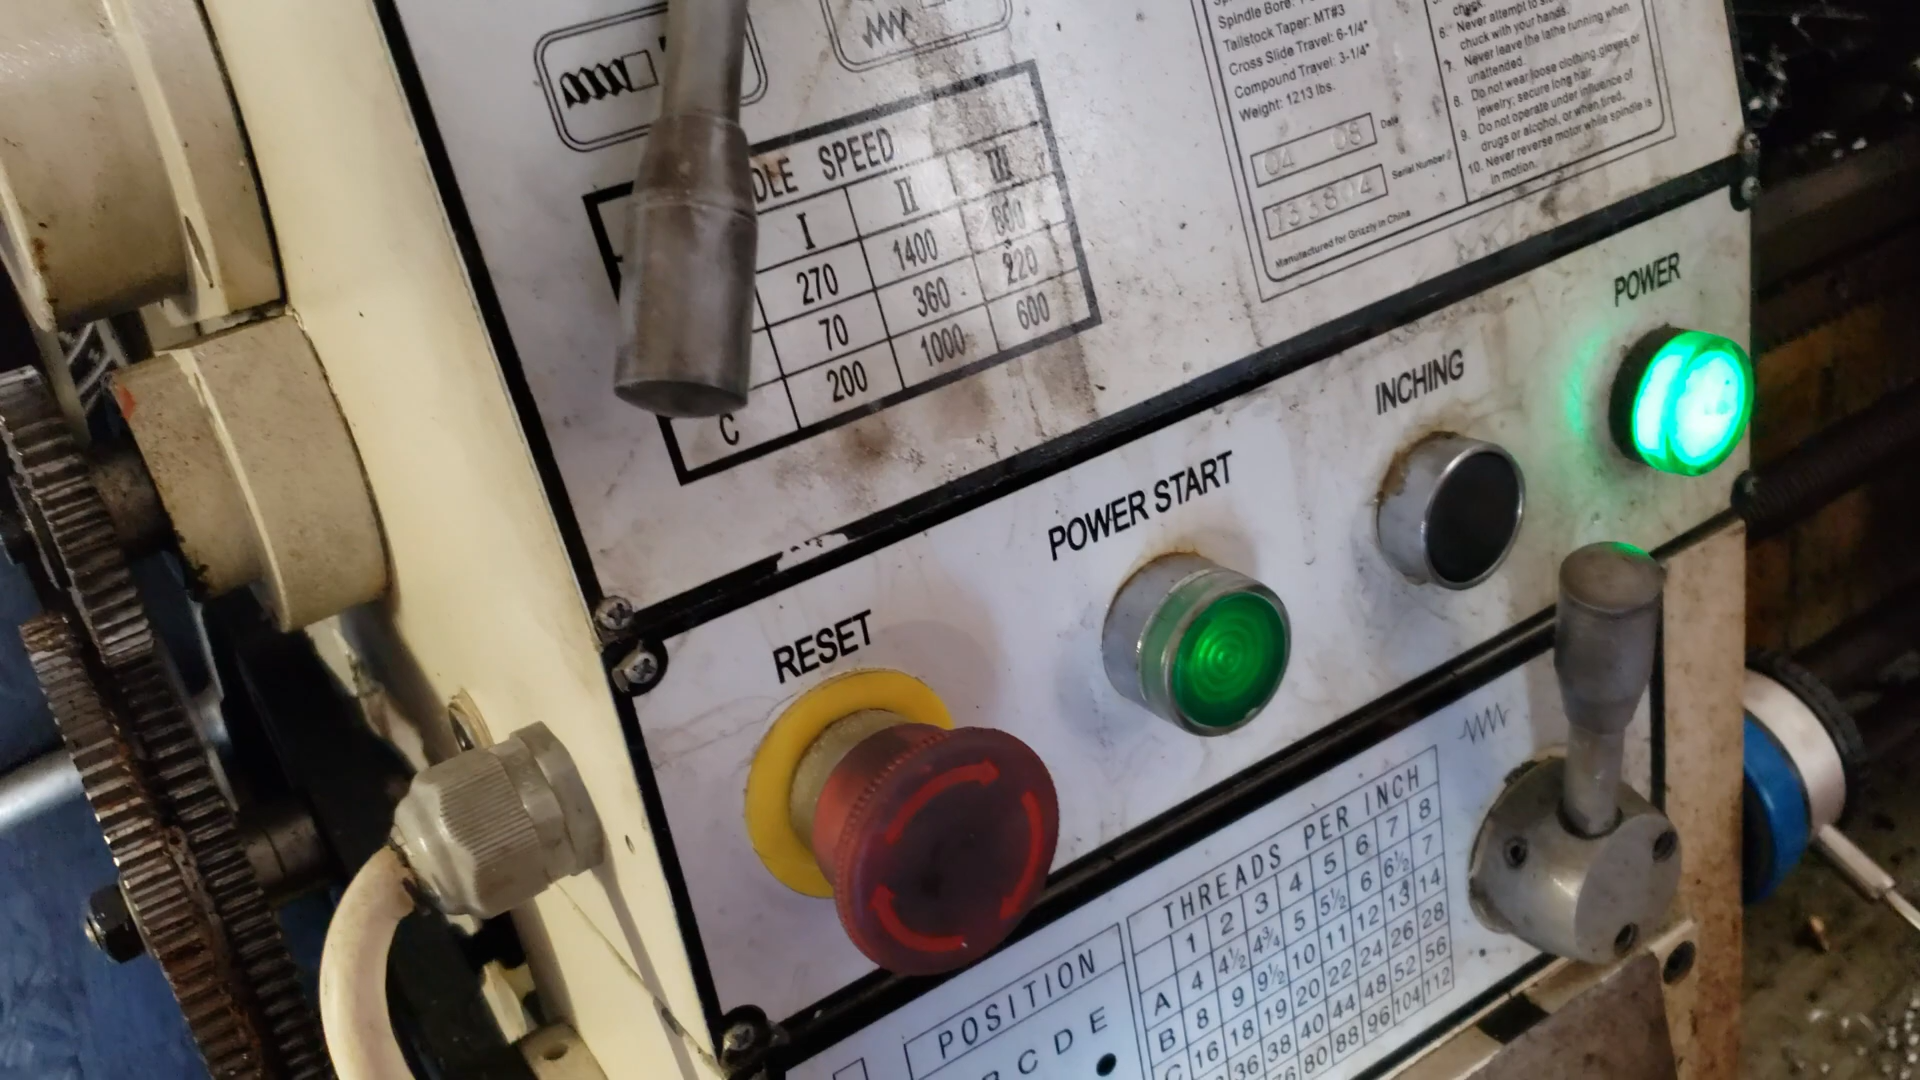 Spindle Bore:
Tailstock Taper: MT#3
Cross Slide Travel: 6-1/4"
Compound Travel: 3-1/4"
Weight: 1213 lbs.
04 08 Date
133804 Serial Number
Manufactured for Grizzly in China
chuck.
6. Never attempt to
chuck with your hands.
7. Never leave the lathe running when
unattended.
8. Do not wear loose clothing, gloves or
jewelry; secure long hair.
9. Do not operate under influence of
drugs or alcohol, or when tired.
10. Never reverse motor while spindle is
in motion.
DLE SPEED
I II III
270 1400 800
70 360 220
C 200 1000 600
POWER
INCHING
POWER START
RESET
POSITION
C D E
THREADS PER INCH
1 2 3 4 5 6 7 8
A 4 4½ 4¾ 5 5½ 6 6½ 7
B 8 9 9½ 10 11 12 13 14
C 16 18 19 20 22 24 26 28
36 38 40 44 48 52 56
80 88 96 104 112